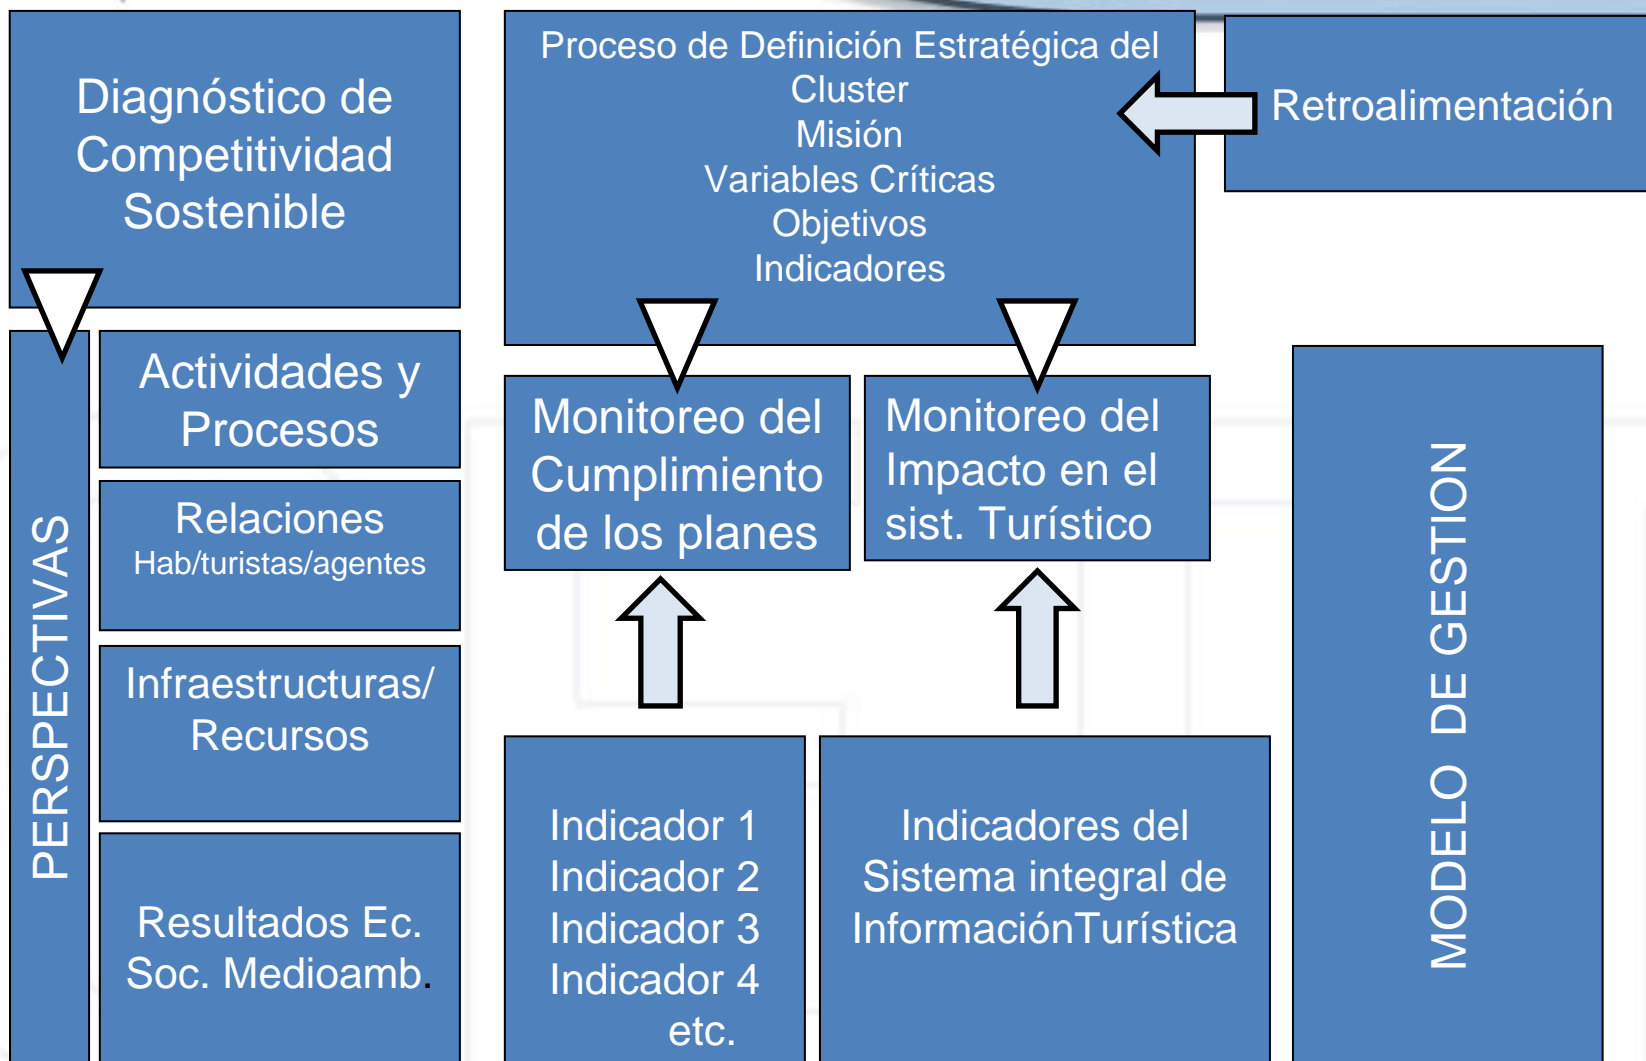 Diagnóstico de
Competitividad
Sostenible
Proceso de Definición Estratégica del
Cluster
Misión
Variables Críticas
Objetivos
Indicadores
Retroalimentación
PERSPECTIVAS
Actividades y
Procesos
Relaciones
Hab/turistas/agentes
Infraestructuras/
Recursos
Resultados Ec.
Soc. Medioamb.
Monitoreo del
Cumplimiento
de los planes
Monitoreo del
Impacto en el
sist. Turístico
Indicador 1
Indicador 2
Indicador 3
Indicador 4
etc.
Indicadores del
Sistema integral de
InformaciónTurística
MODELO DE GESTION